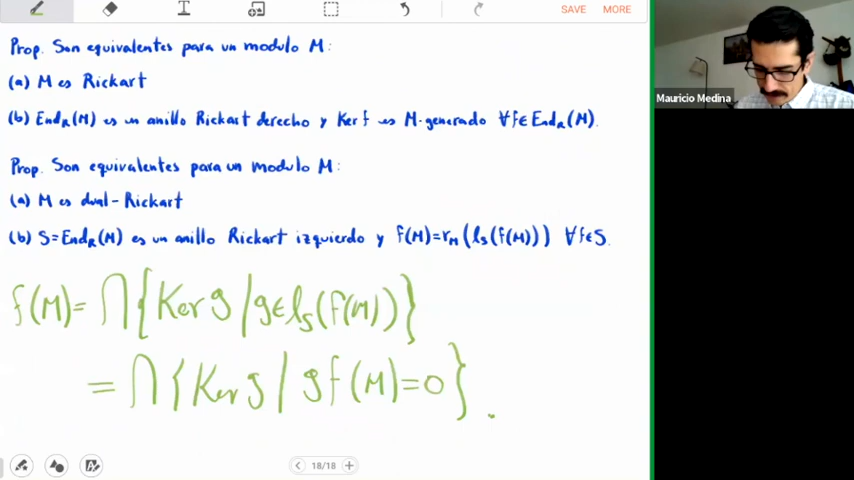 SAVE MORE
Prop. Son equivalentes para un modulo M:
(a) M es Rickart
(b) End_R(M) es un anillo Rickart derecho y Ker f es M-generado ∀f∈End_R(M).
Prop. Son equivalentes para un modulo M:
(a) M es dual-Rickart
(b) S=End_R(M) es un anillo Rickart izquierdo y f(M)=r_M(l_S(f(M))) ∀f∈S.
f(M)= ∩{Ker g | g∈l_S(f(M))}
= ∩{Ker g | gf(M)=0}.
18/18
Mauricio Medina